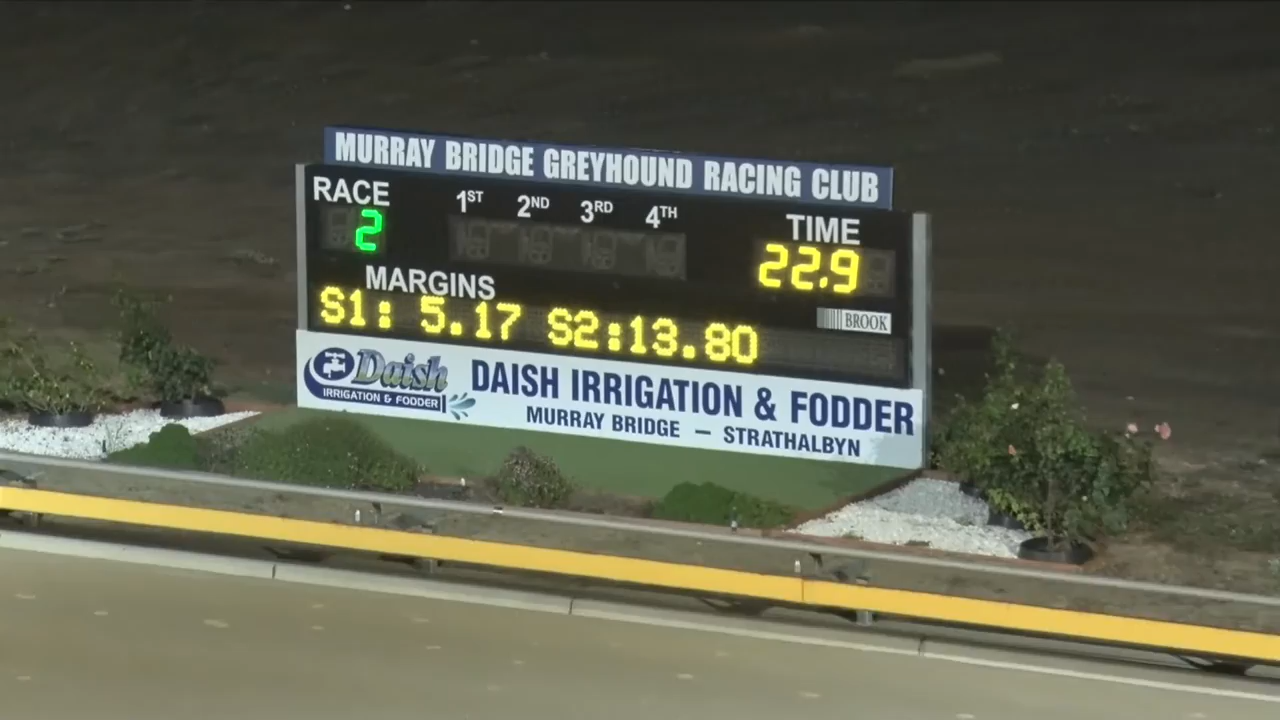 MURRAY BRIDGE GREYHOUND RACING CLUB
RACE 1ST 2ND 3RD 4TH TIME
2 22.9
MARGINS
S1: 5.17 S2:13.80
BROOK
Daish
IRRIGATION & FODDER
DAISH IRRIGATION & FODDER
MURRAY BRIDGE – STRATHALBYN